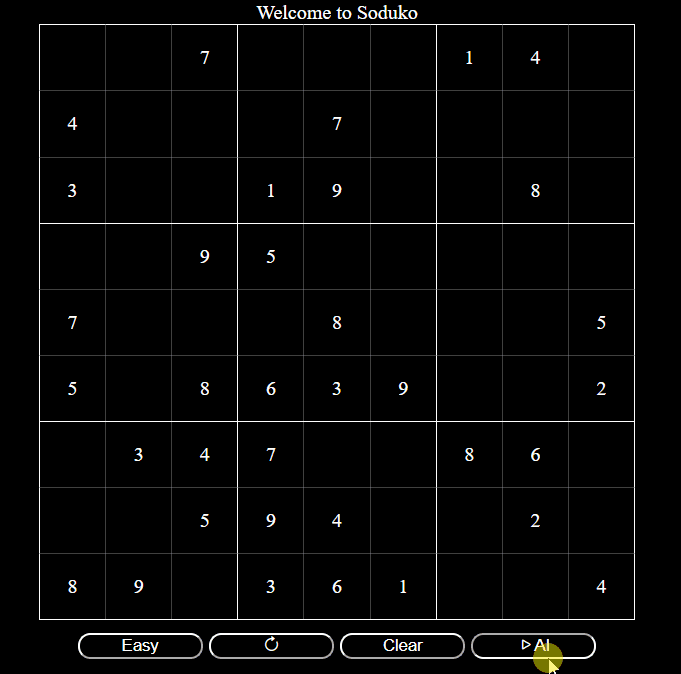 Welcome to Soduko
7 1 4
4 7
3 1 9 8
9 5
7 8 5
5 8 6 3 9 2
3 4 7 8 6
5 9 4 2
8 9 3 6 1 4
Easy ↻ Clear ▷ AI